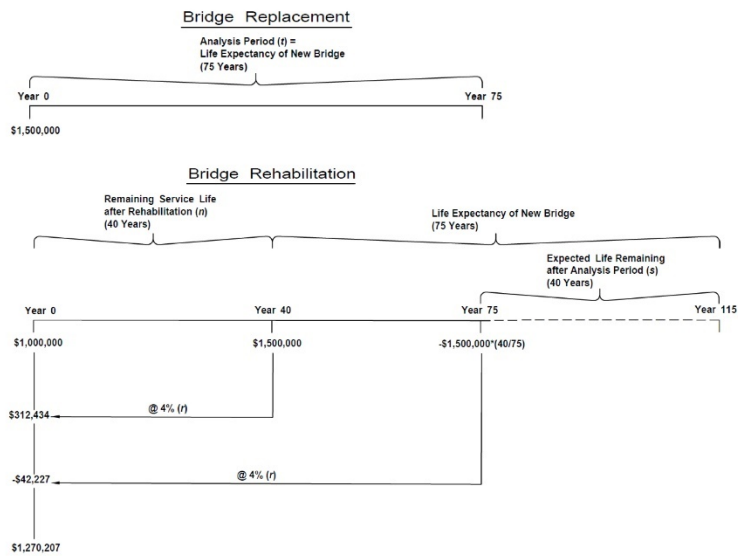 Bridge Replacement
Analysis Period (t) =
Life Expectancy of New Bridge
(75 Years)
Year 0
Year 75
$1,500,000
Bridge Rehabilitation
Remaining Service Life
after Rehabilitation (n)
(40 Years)
Life Expectancy of New Bridge
(75 Years)
Expected Life Remaining
after Analysis Period (s)
(40 Years)
Year 0
Year 40
Year 75
Year 115
$1,000,000
$1,500,000
-$1,500,000*(40/75)
$312,434
@ 4% (r)
-$42,227
@ 4% (r)
$1,270,207